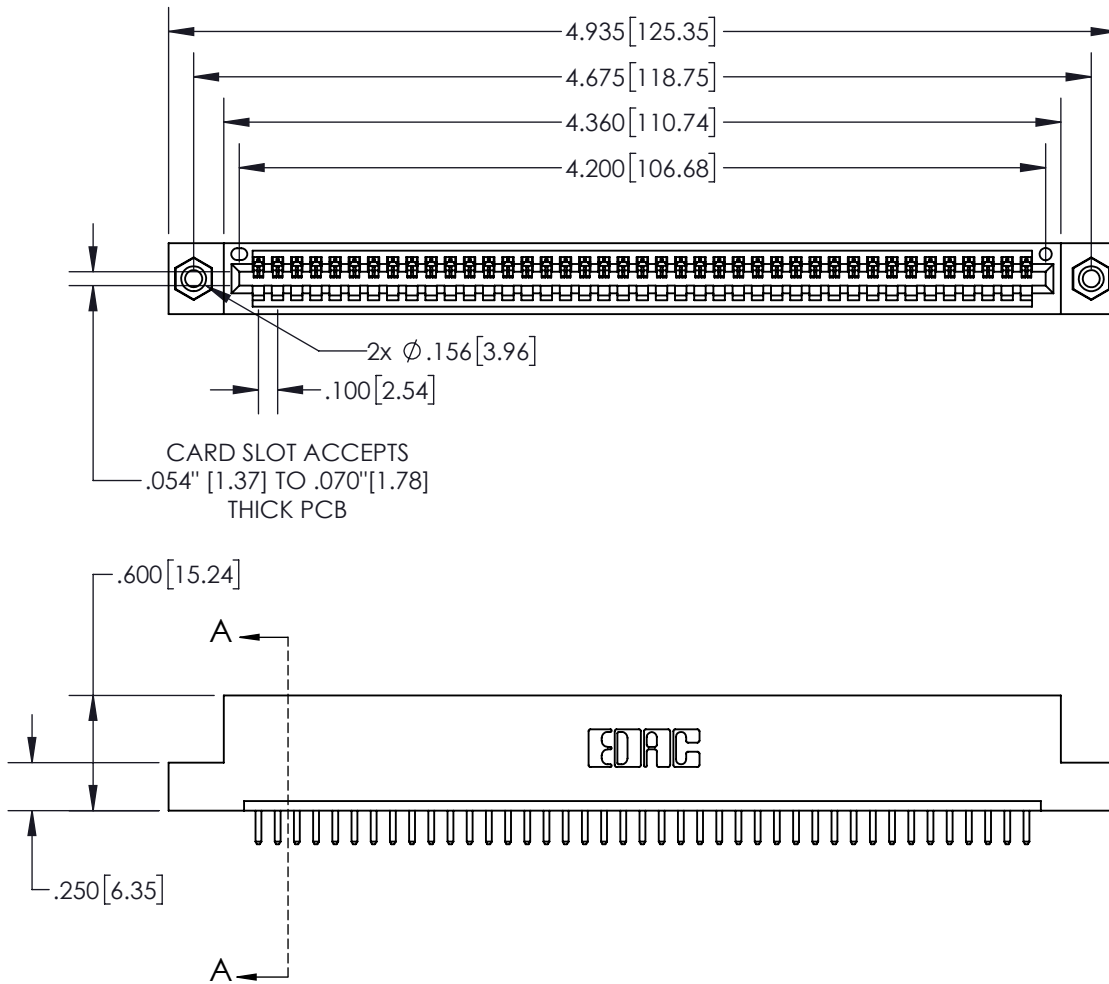 4.935[125.35]
4.675[118.75]
4.360[110.74]
4.200[106.68]
2x Ø.156[3.96]
.100[2.54]
CARD SLOT ACCEPTS
.054" [1.37] TO .070"[1.78]
THICK PCB
.600[15.24]
A
EDAC
.250[6.35]
A